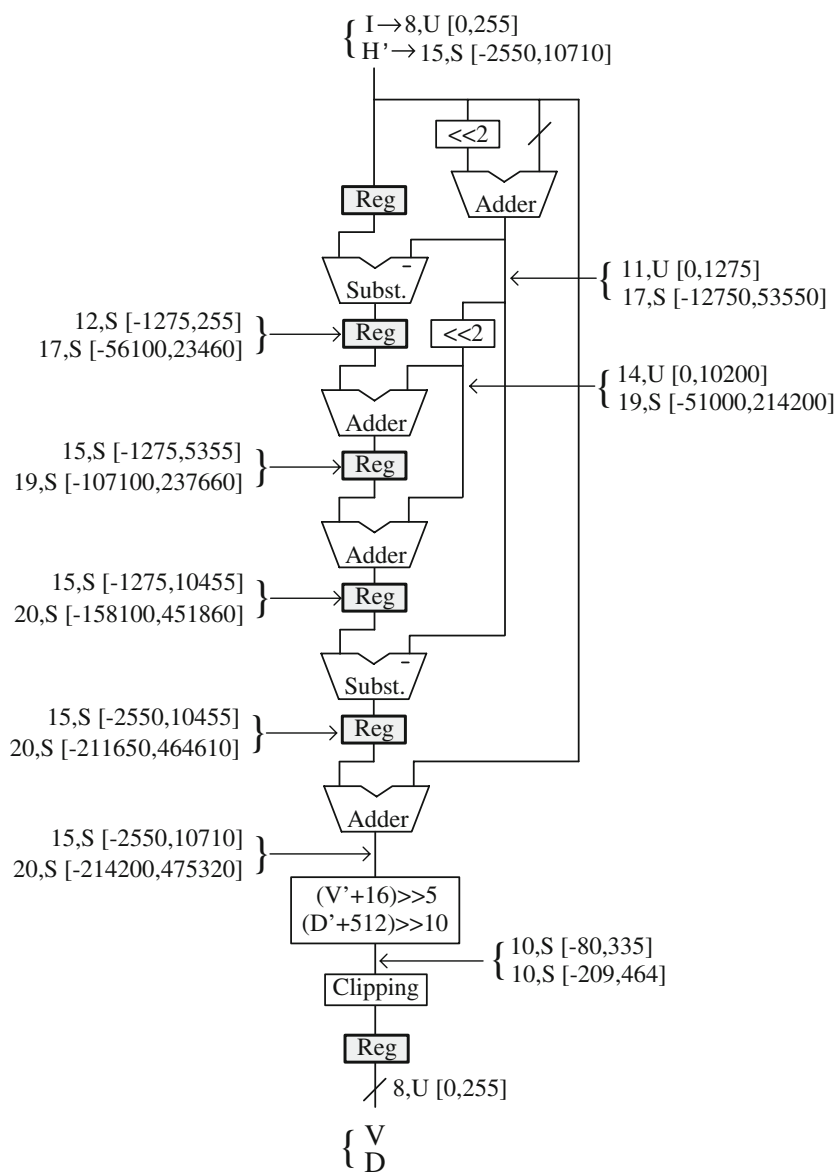 I→8,U [0,255]
H'→15,S [-2550,10710]
<<2
Adder
Reg
Subst.
11,U [0,1275]
17,S [-12750,53550]
12,S [-1275,255]
17,S [-56100,23460]
Reg
<<2
14,U [0,10200]
19,S [-51000,214200]
Adder
15,S [-1275,5355]
19,S [-107100,237660]
Reg
Adder
15,S [-1275,10455]
20,S [-158100,451860]
Reg
Subst.
15,S [-2550,10455]
20,S [-211650,464610]
Reg
Adder
15,S [-2550,10710]
20,S [-214200,475320]
(V'+16)>>5
(D'+512)>>10
10,S [-80,335]
10,S [-209,464]
Clipping
Reg
8,U [0,255]
V
D